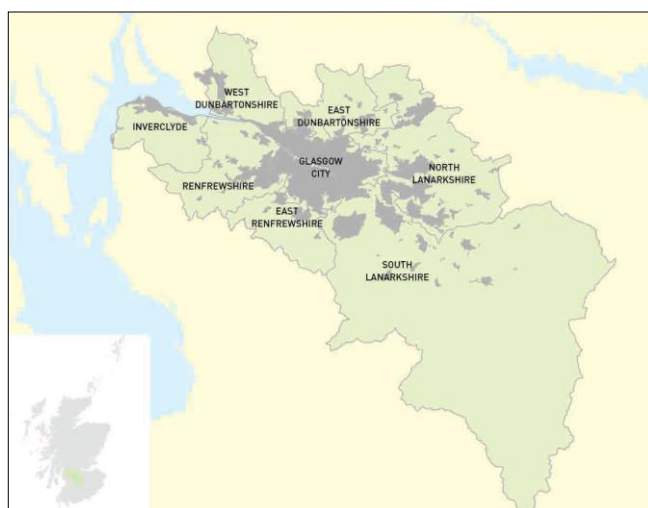 WEST
DUNBARTONSHIRE
EAST
DUNBARTONSHIRE
INVERCLYDE
GLASGOW
CITY
NORTH
LANARKSHIRE
RENFREWSHIRE
EAST
RENFREWSHIRE
SOUTH
LANARKSHIRE